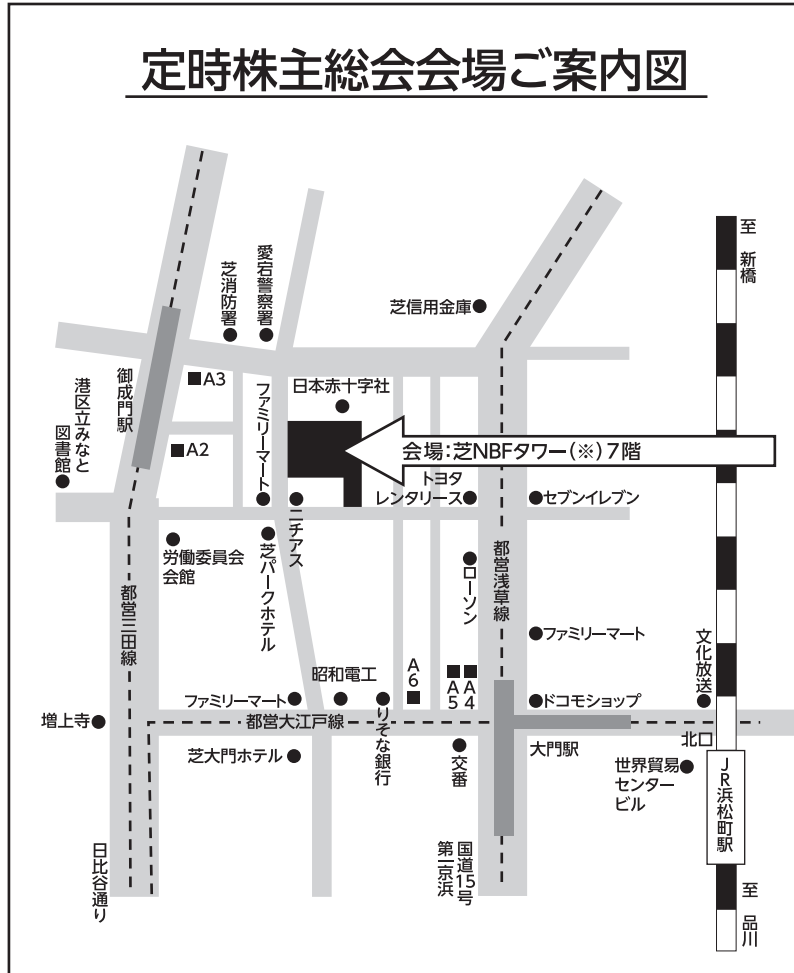 定時株主総会会場ご案内図
至 新橋
芝消防署
愛宕警察署
芝信用金庫
御成門駅
A3
ファミリーマート
日本赤十字社
港区立みなと
図書館
A2
会場:芝NBFタワー(※)7階
トヨタ
レンタリース
セブンイレブン
ニチアス
労働委員会
会館
芝パークホテル
ローソン
都営浅草線
都営三田線
ファミリーマート
文化放送
昭和電工
A6
A5
A4
ファミリーマート
ドコモショップ
増上寺
都営大江戸線
りそな銀行
北口
芝大門ホテル
交番
大門駅
世界貿易
センター
ビル
JR浜松町駅
日比谷通り
国道15号
第一京浜
至 品川